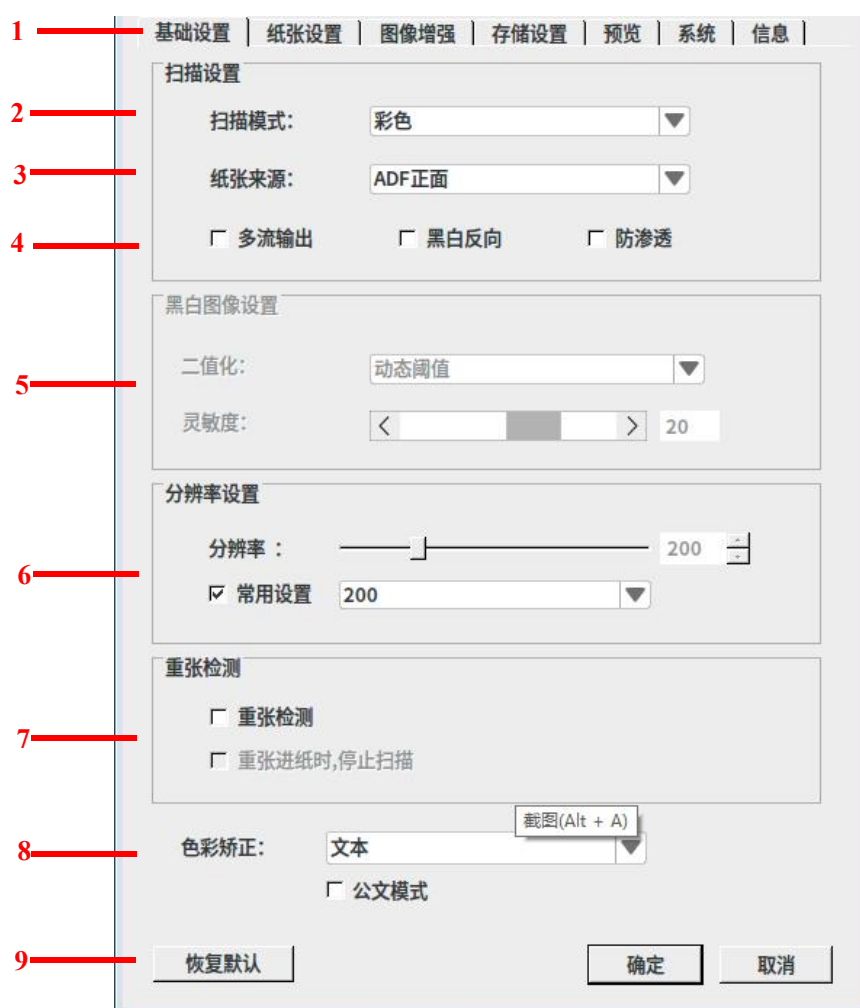 1 基础设置 纸张设置 图像增强 存储设置 预览 系统 信息
扫描设置
2 扫描模式: 彩色
3 纸张来源: ADF正面
4 多流输出 黑白反向 防渗透
黑白图像设置
二值化: 动态阈值
5
灵敏度: 20
分辨率设置
分辨率 : 200
6
常用设置 200
重张检测
重张检测
7
重张进纸时,停止扫描
截图(Alt + A)
8 色彩矫正: 文本
公文模式
9 恢复默认 确定 取消